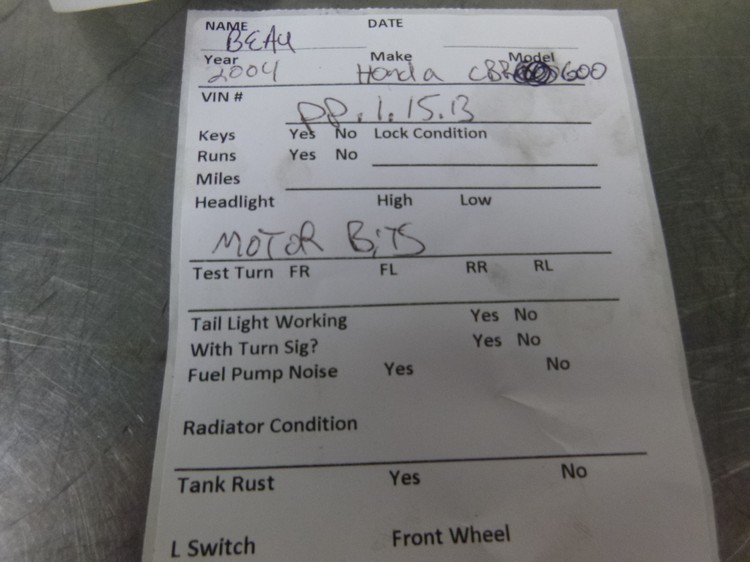 NAME DATE
BEAU
Year Make Model
2004 Honda CBR 600
VIN # PP.1.15.13
Keys Yes No Lock Condition
Runs Yes No
Miles
Headlight High Low
MOTOR BITS
Test Turn FR FL RR RL
Tail Light Working Yes No
With Turn Sig? Yes No
Fuel Pump Noise Yes No
Radiator Condition
Tank Rust Yes No
L Switch Front Wheel